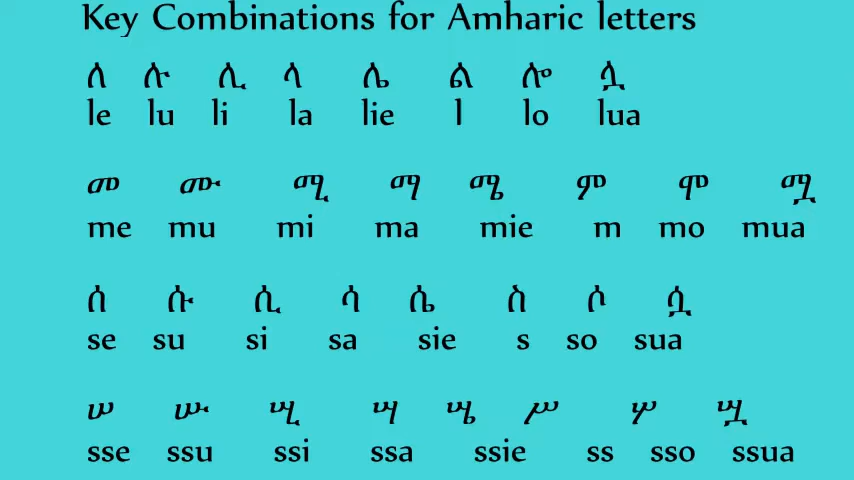 Key Combinations for Amharic letters
ለ ሉ ሊ ላ ሌ ል ሎ ሏ
le lu li la lie l lo lua
መ ሙ ሚ ማ ሜ ም ሞ ሟ
me mu mi ma mie m mo mua
ሰ ሱ ሲ ሳ ሴ ስ ሶ ሷ
se su si sa sie s so sua
ሠ ሡ ሢ ሣ ሤ ሥ ሦ ሧ
sse ssu ssi ssa ssie ss sso ssua